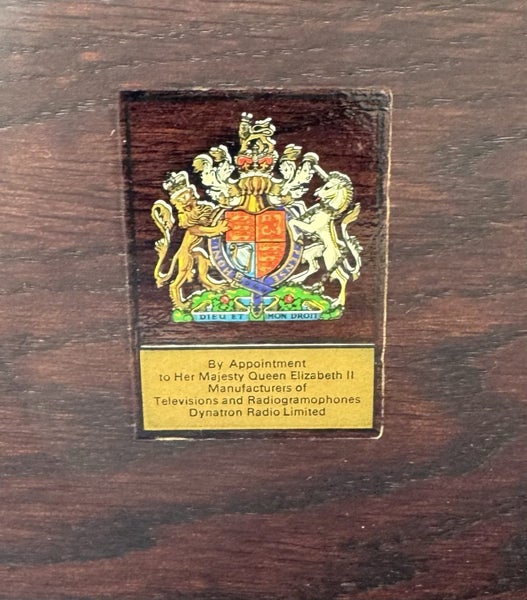 DIEU ET MON DROIT
By Appointment
to Her Majesty Queen Elizabeth II
Manufacturers of
Televisions and Radiogramophones
Dynatron Radio Limited